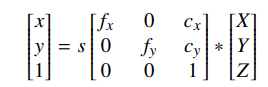 [x] [f_x 0 c_x] [X]
[y] = s [0 f_y c_y] * [Y]
[1] [0 0 1] [Z]